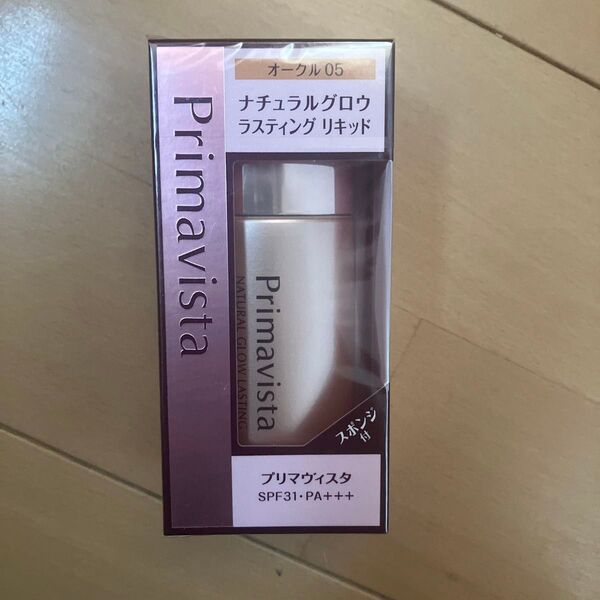 Primavista
オークル 05
ナチュラルグロウ
ラスティング リキッド
Primavista
NATURAL GLOW LASTING
スポンジ
付
プリマヴィスタ
SPF31・PA+++